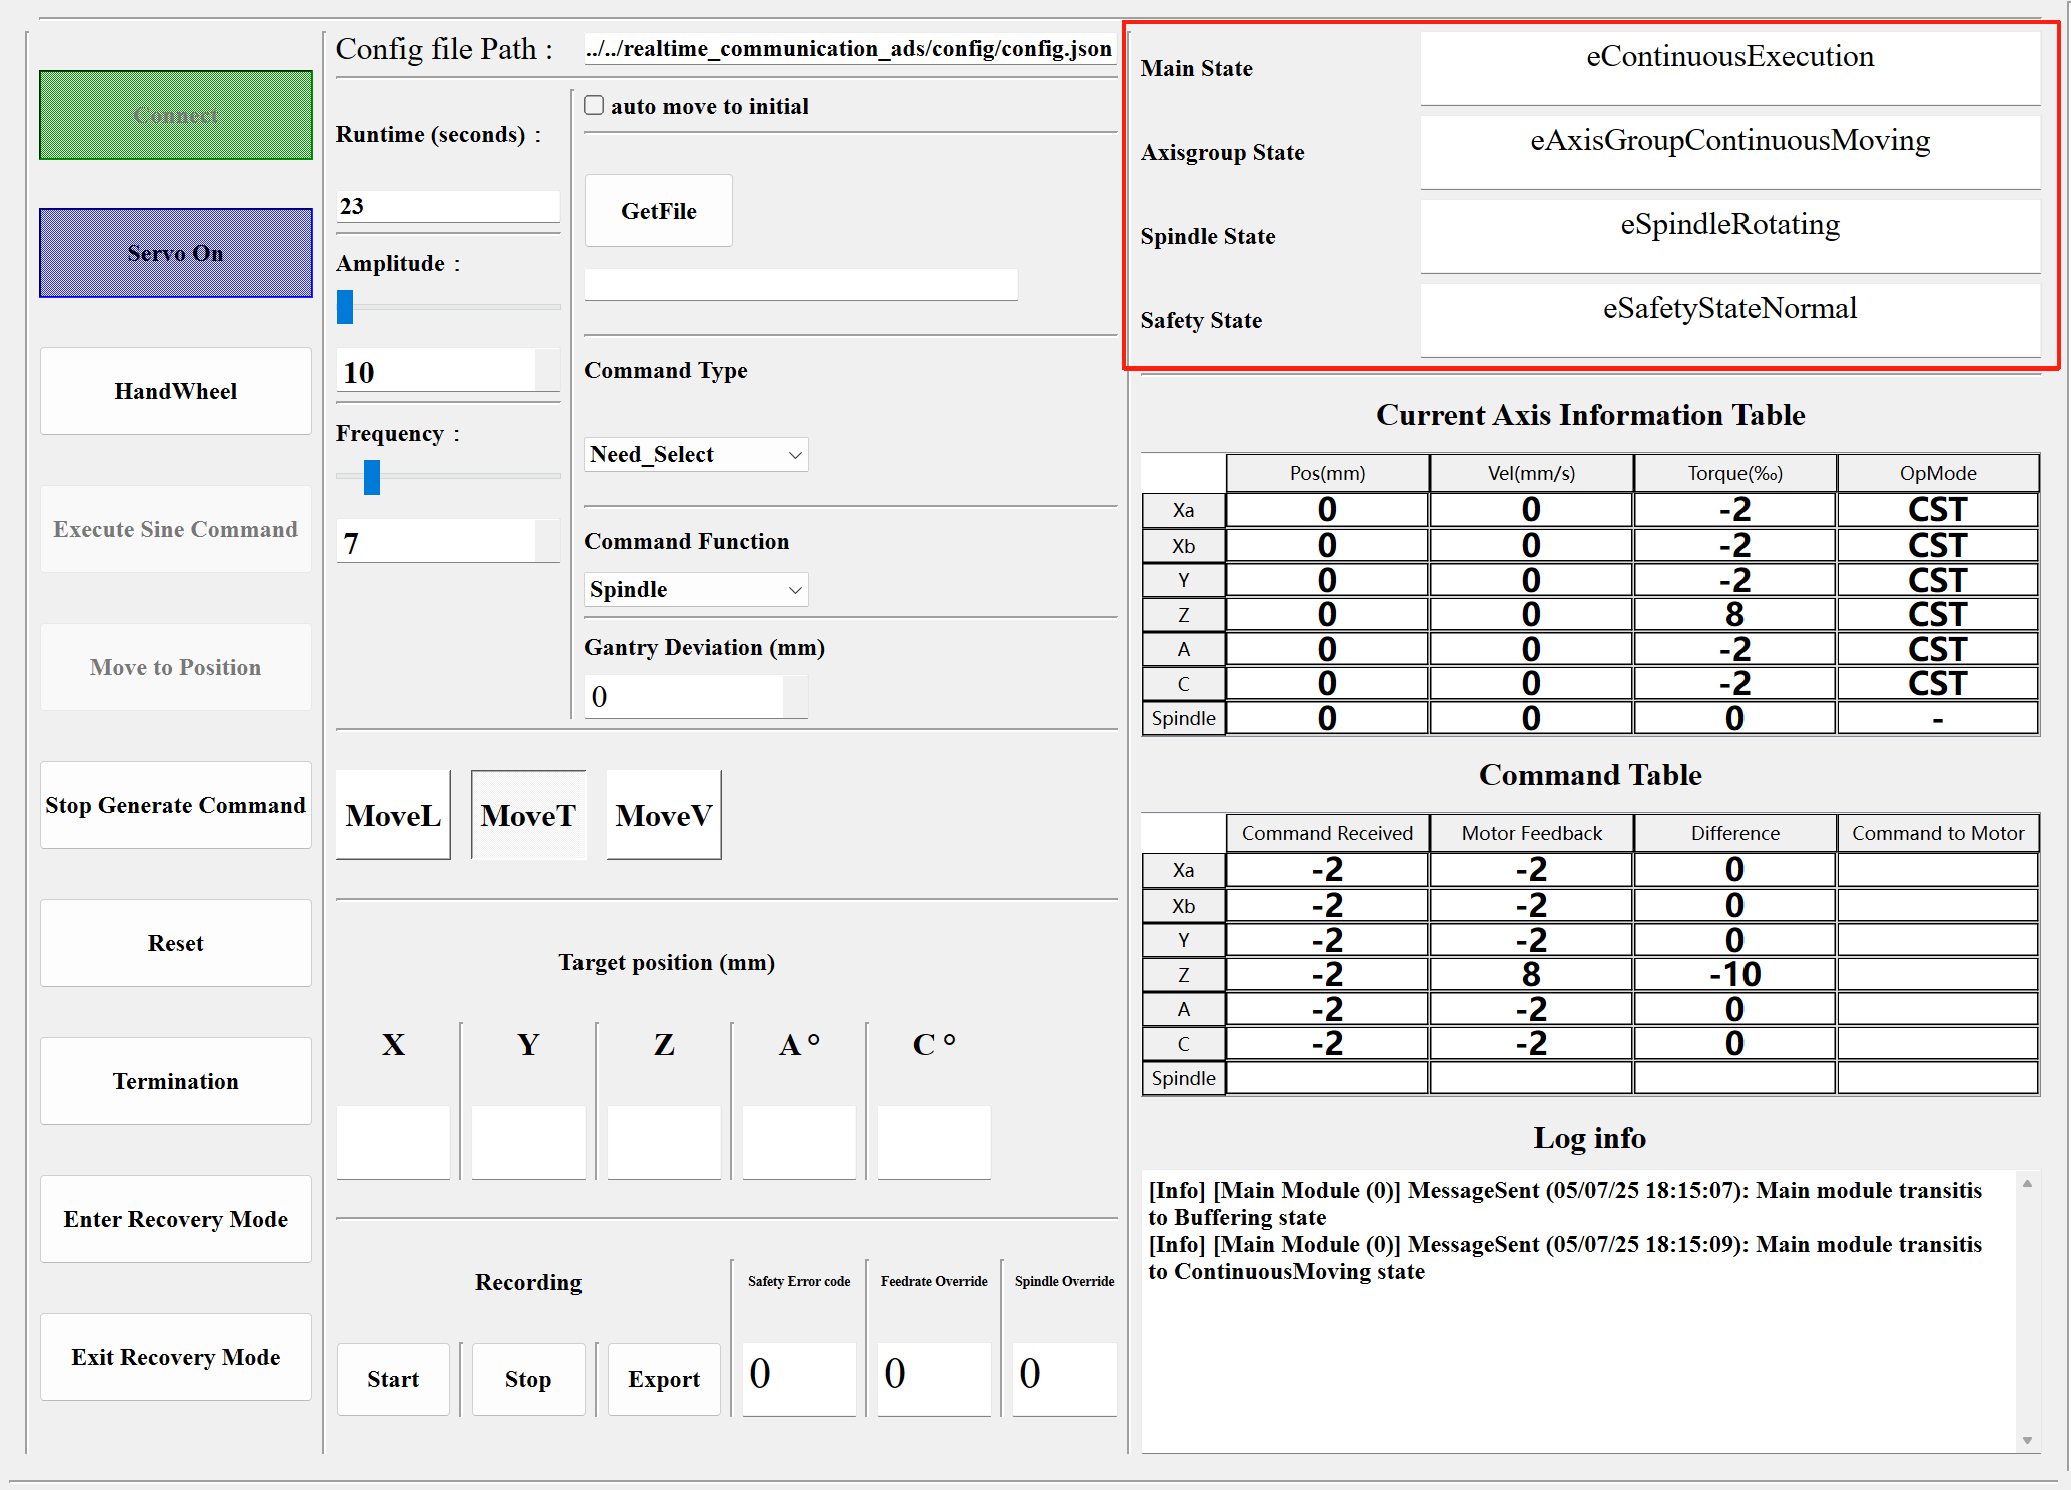 Connect
Servo On
HandWheel
Execute Sine Command
Move to Position
Stop Generate Command
Reset
Termination
Enter Recovery Mode
Exit Recovery Mode
Config file Path : ../../realtime_communication_ads/config/config.json
Runtime (seconds) :
23
Amplitude :
10
Frequency :
7
auto move to initial
GetFile
Command Type
Need_Select
Command Function
Spindle
Gantry Deviation (mm)
0
MoveL MoveT MoveV
Target position (mm)
X Y Z A ° C °
Recording Safety Error code Feedrate Override Spindle Override
Start Stop Export 0 0 0
Main State eContinuousExecution
Axisgroup State eAxisGroupContinuousMoving
Spindle State eSpindleRotating
Safety State eSafetyStateNormal
Current Axis Information Table
Pos(mm) Vel(mm/s) Torque(‰) OpMode
Xa 0 0 -2 CST
Xb 0 0 -2 CST
Y 0 0 -2 CST
Z 0 0 8 CST
A 0 0 -2 CST
C 0 0 -2 CST
Spindle 0 0 0 -
Command Table
Command Received Motor Feedback Difference Command to Motor
Xa -2 -2 0
Xb -2 -2 0
Y -2 -2 0
Z -2 8 -10
A -2 -2 0
C -2 -2 0
Spindle
Log info
[Info] [Main Module (0)] MessageSent (05/07/25 18:15:07): Main module transitis
to Buffering state
[Info] [Main Module (0)] MessageSent (05/07/25 18:15:09): Main module transitis
to ContinuousMoving state